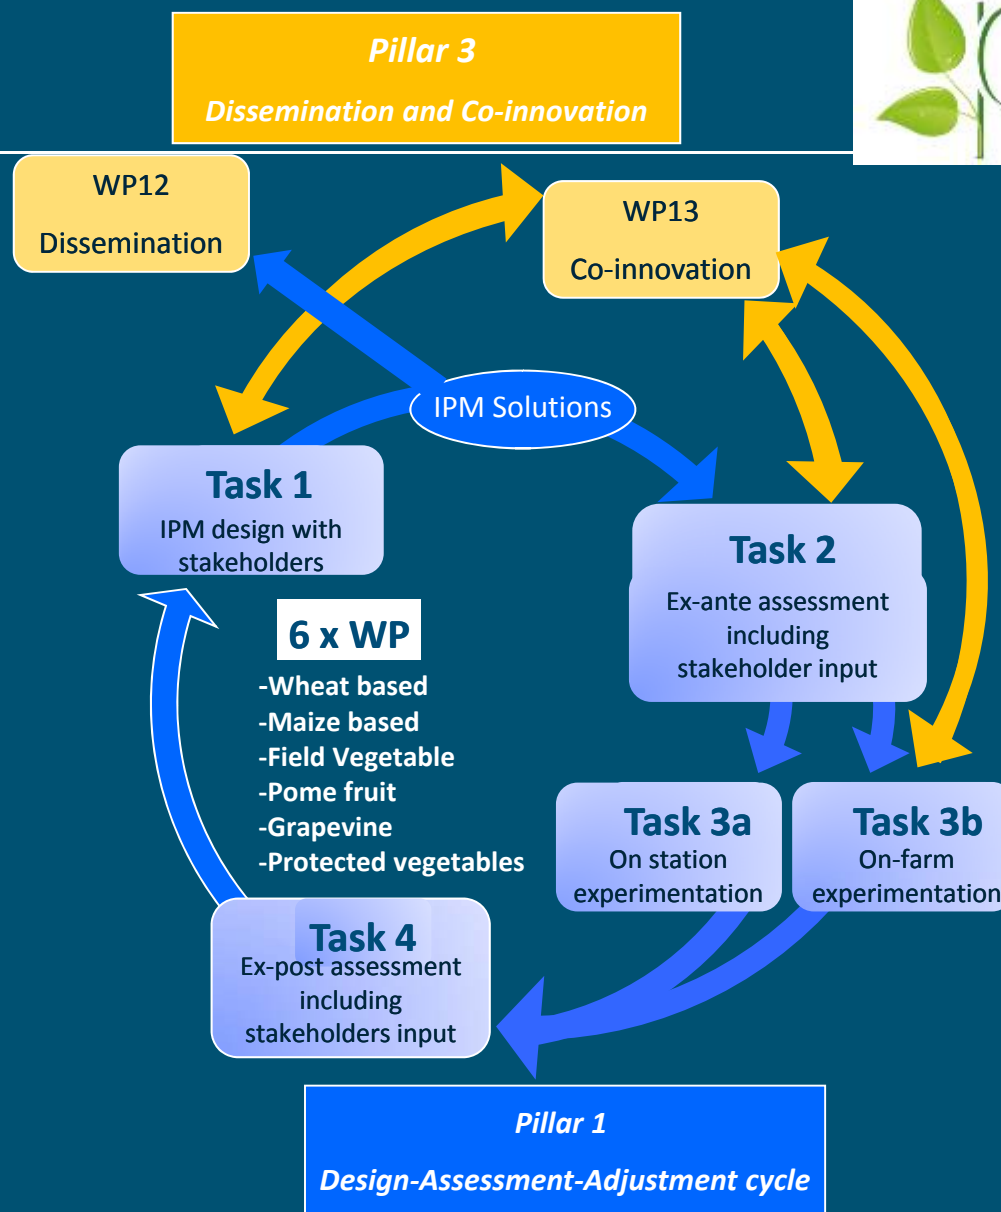 Pillar 3
Dissemination and Co-innovation
WP12
Dissemination
WP13
Co-innovation
IPM Solutions
Task 1
IPM design with
stakeholders
Task 2
Ex-ante assessment
including
stakeholder input
6 x WP
-Wheat based
-Maize based
-Field Vegetable
-Pome fruit
-Grapevine
-Protected vegetables
Task 3a
On station
experimentation
Task 3b
On-farm
experimentation
Task 4
Ex-post assessment
including
stakeholders input
Pillar 1
Design-Assessment-Adjustment cycle